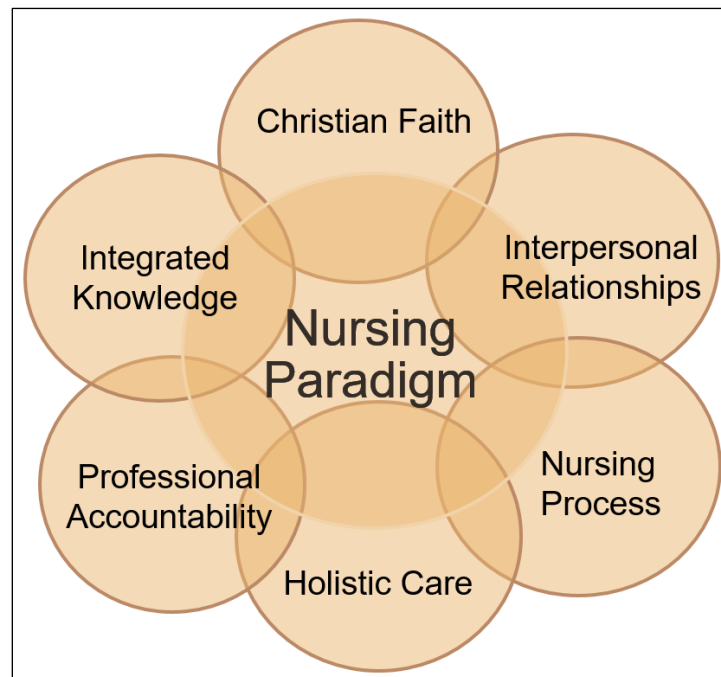 Christian Faith
Interpersonal
Relationships
Nursing
Process
Holistic Care
Professional
Accountability
Integrated
Knowledge
Nursing
Paradigm